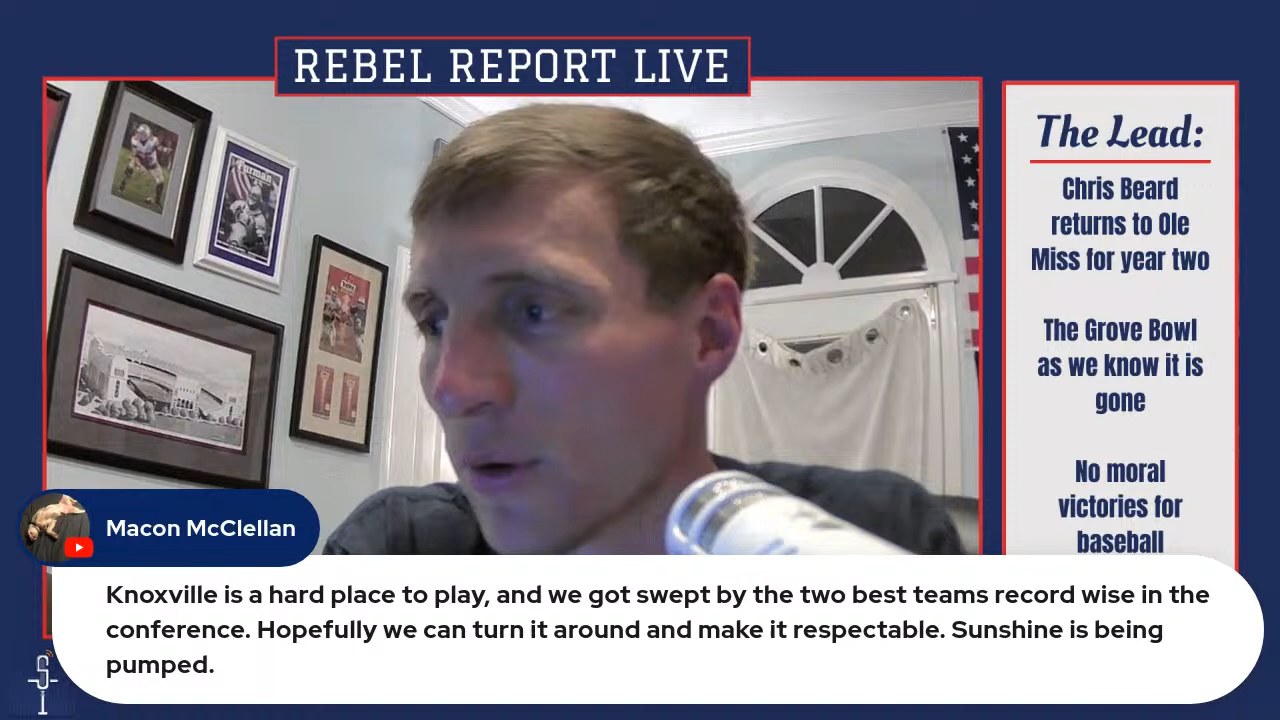 REBEL REPORT LIVE
The Lead:
Chris Beard
returns to Ole
Miss for year two
The Grove Bowl
as we know it is
gone
No moral
victories for
baseball
Furman
Macon McClellan
Knoxville is a hard place to play, and we got swept by the two best teams record wise in the
conference. Hopefully we can turn it around and make it respectable. Sunshine is being
pumped.